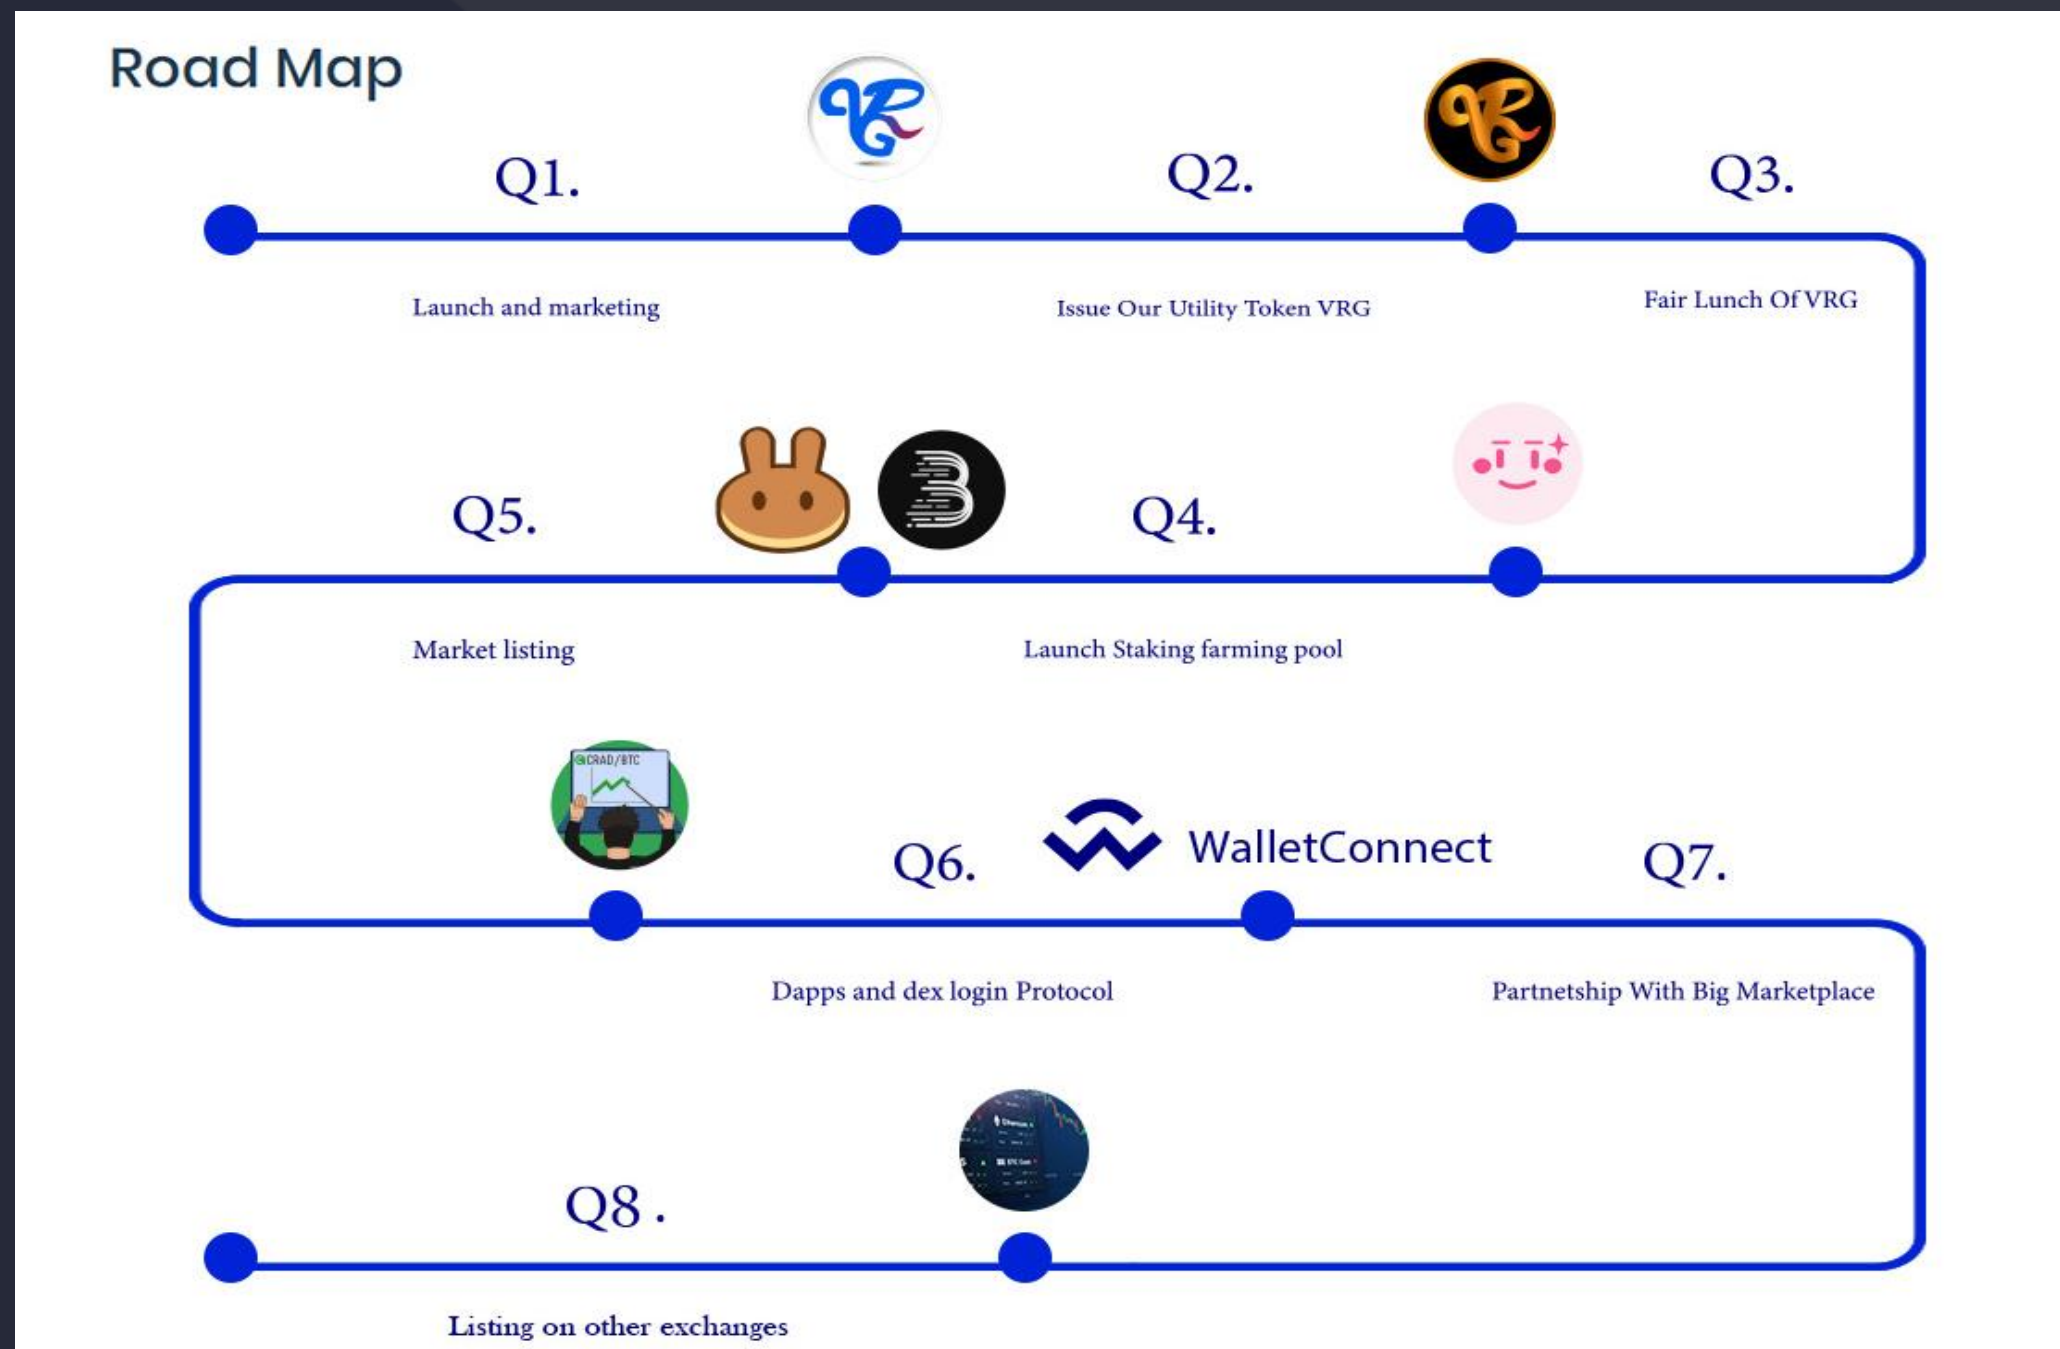 Road Map
Q1.
Q2.
Q3.
Launch and marketing
Issue Our Utility Token VRG
Fair Lunch Of VRG
Q5.
Q4.
Market listing
Launch Staking farming pool
CRAD/BTC
Q6.
WalletConnect
Q7.
Dapps and dex login Protocol
Partnetship With Big Marketplace
Q8 .
Listing on other exchanges